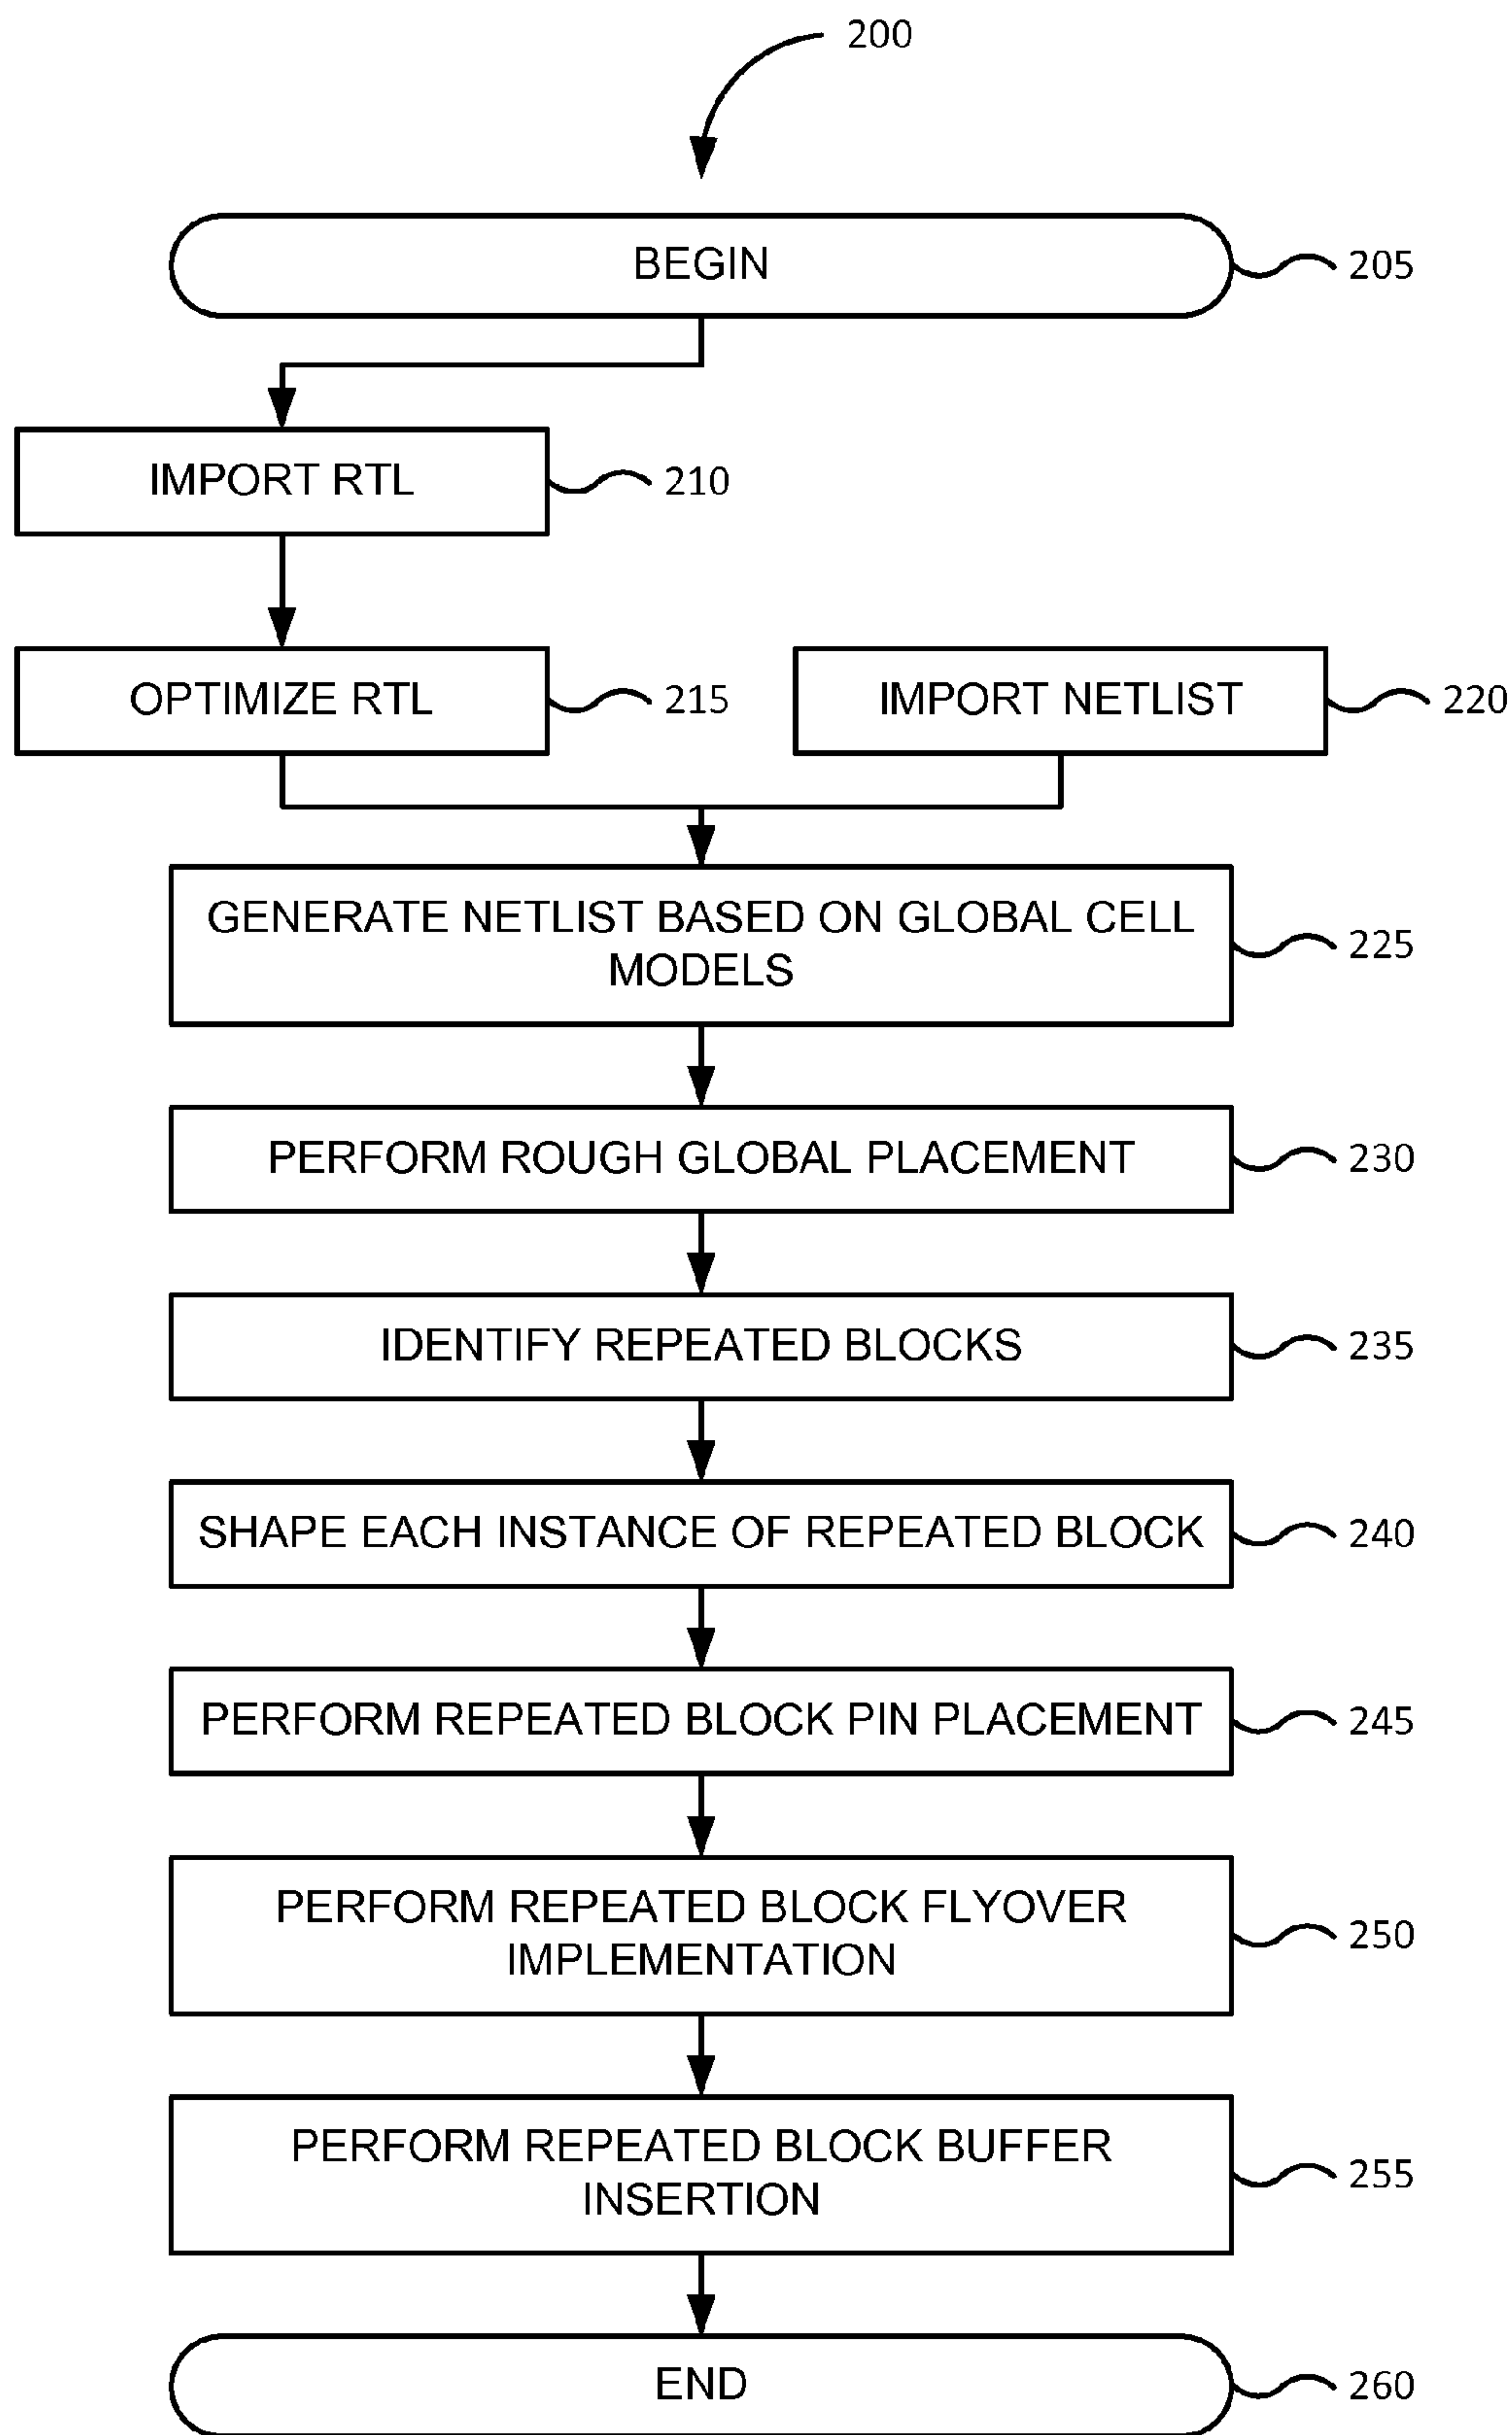 200
BEGIN
205
IMPORT RTL
210
OPTIMIZE RTL
215
IMPORT NETLIST
220
GENERATE NETLIST BASED ON GLOBAL CELL
MODELS
225
PERFORM ROUGH GLOBAL PLACEMENT
230
IDENTIFY REPEATED BLOCKS
235
SHAPE EACH INSTANCE OF REPEATED BLOCK
240
PERFORM REPEATED BLOCK PIN PLACEMENT
245
PERFORM REPEATED BLOCK FLYOVER
IMPLEMENTATION
250
PERFORM REPEATED BLOCK BUFFER
INSERTION
255
END
260